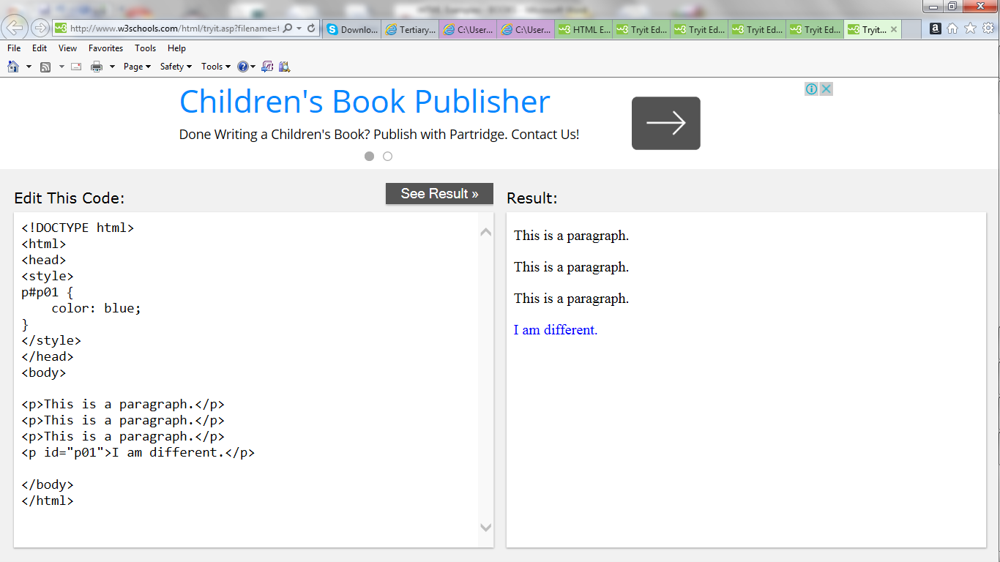 http://www.w3schools.com/html/tryit.asp?filename=t
Downlo...
Tertiary...
C:\User...
C:\User...
HTML E...
Tryit Ed...
Tryit Ed...
Tryit Ed...
Tryit Ed...
Tryit...
File Edit View Favorites Tools Help
Page Safety Tools
Children's Book Publisher
Done Writing a Children's Book? Publish with Partridge. Contact Us!
Edit This Code:
See Result »
<!DOCTYPE html>
<html>
<head>
<style>
p#p01 {
    color: blue;
}
</style>
</head>
<body>

<p>This is a paragraph.</p>
<p>This is a paragraph.</p>
<p>This is a paragraph.</p>
<p id="p01">I am different.</p>

</body>
</html>
Result:
This is a paragraph.
This is a paragraph.
This is a paragraph.
I am different.